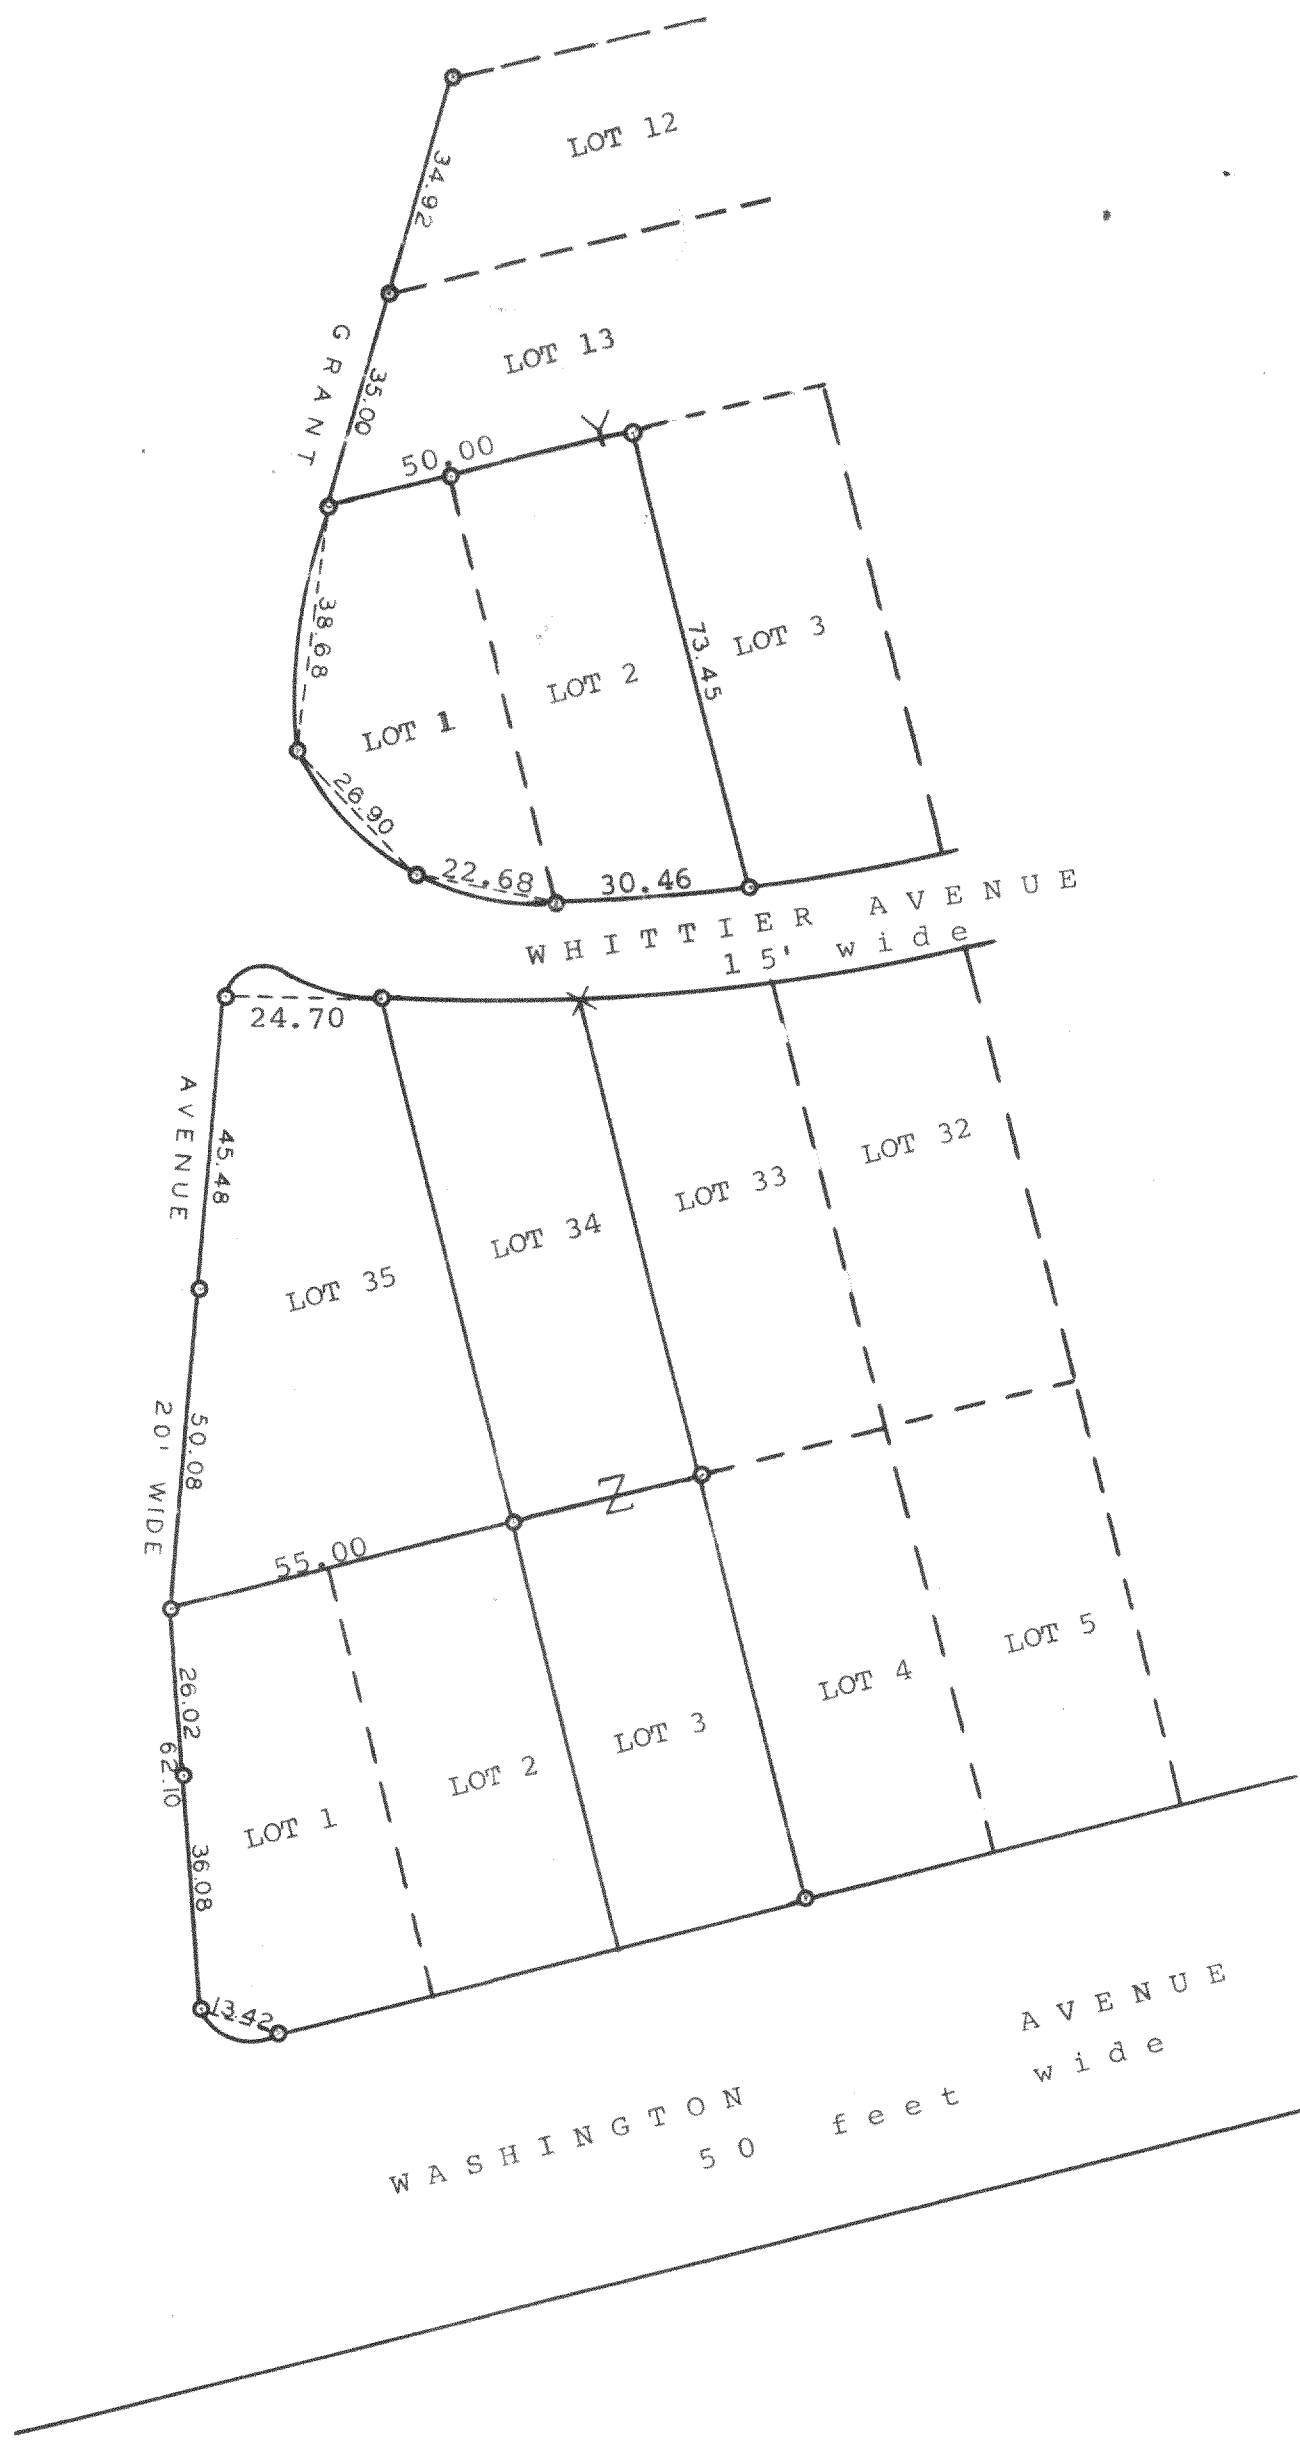 LOT 12
34.92
LOT 13
GRANT
35.00
50.00
Y
38.68
73.45
LOT 3
LOT 2
LOT 1
26.90
22.68
30.46
WHITTIER AVENUE
15' wide
24.70
X
AVENUE
45.48
LOT 32
LOT 33
LOT 34
LOT 35
20' WIDE
50.08
Z
55.00
26.02
62.10
LOT 5
LOT 4
LOT 3
LOT 2
LOT 1
36.08
13.42
WASHINGTON AVENUE
50 feet wide